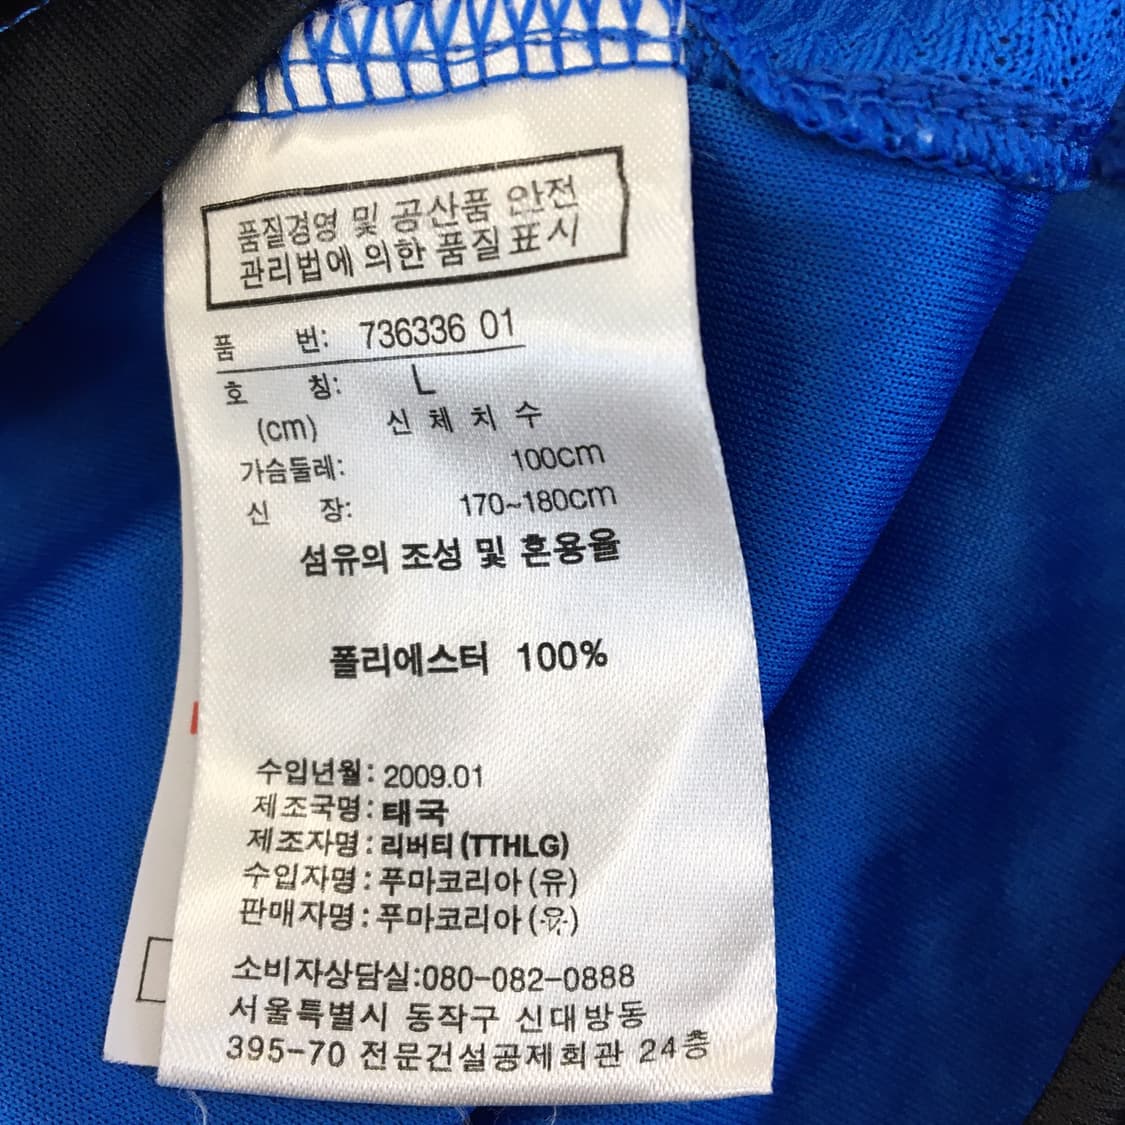 품질경영 및 공산품 안전
관리법에 의한 품질표시
품 번: 736336 01
호 칭: L
(cm) 신 체 치 수
가슴둘레: 100cm
신 장: 170~180cm
섬유의 조성 및 혼용율
폴리에스터 100%
수입년월: 2009.01
제조국명: 태국
제조자명: 리버티(TTHLG)
수입자명: 푸마코리아(유)
판매자명: 푸마코리아(유)
소비자상담실:080-082-0888
서울특별시 동작구 신대방동
395-70 전문건설공제회관 24층